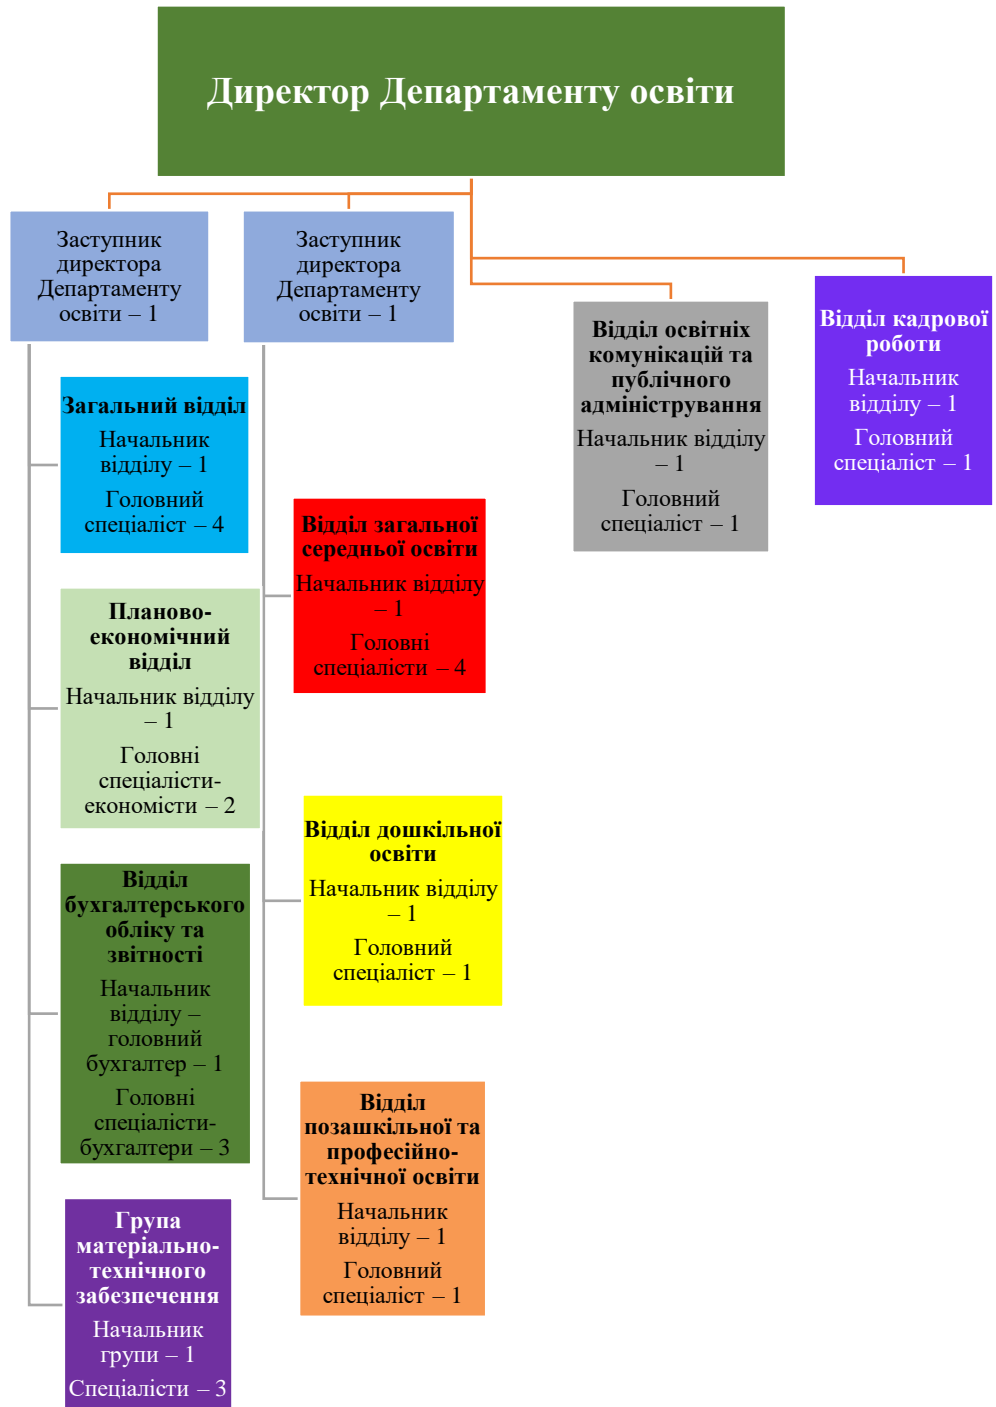 Директор Департаменту освіти
Заступник
директора
Департаменту
освіти – 1
Заступник
директора
Департаменту
освіти – 1
Загальний відділ
Начальник
відділу – 1
Головний
спеціаліст – 4
Планово-
економічний
відділ
Начальник відділу
– 1
Головні
спеціалісти-
економісти – 2
Відділ
бухгалтерського
обліку та
звітності
Начальник
відділу –
головний
бухгалтер – 1
Головні
спеціалісти-
бухгалтери – 3
Група
матеріально-
технічного
забезпечення
Начальник
групи – 1
Спеціалісти – 3
Відділ загальної
середньої освіти
Начальник відділу
– 1
Головні
спеціалісти – 4
Відділ дошкільної
освіти
Начальник відділу
– 1
Головний
спеціаліст – 1
Відділ
позашкільної та
професійно-
технічної освіти
Начальник
відділу – 1
Головний
спеціаліст – 1
Відділ освітніх
комунікацій та
публічного
адміністрування
Начальник відділу
– 1
Головний
спеціаліст – 1
Відділ кадрової
роботи
Начальник
відділу – 1
Головний
спеціаліст – 1